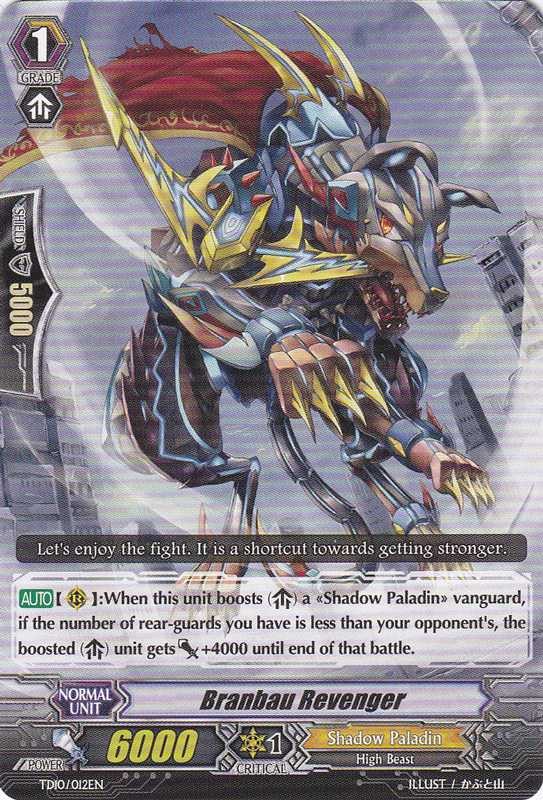 1
GRADE
SHIELD
5000
Let's enjoy the fight. It is a shortcut towards getting stronger.
AUTO【 R 】:When this unit boosts ( ) a «Shadow Paladin» vanguard,
if the number of rear-guards you have is less than your opponent's, the
boosted ( ) unit gets +4000 until end of that battle.
NORMAL
UNIT
Branbau Revenger
POWER
6000
1
CRITICAL
Shadow Paladin
High Beast
TD10/012EN
ILLUST / かぷと山